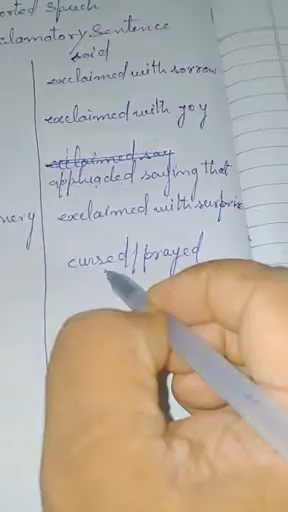 orted Speech
clamatory Sentence
said
exclaimed with sorrow
exclaimed with joy
exclaimed say
apphuaded saying that
nery exclaimed with surprise
cursed/prayed